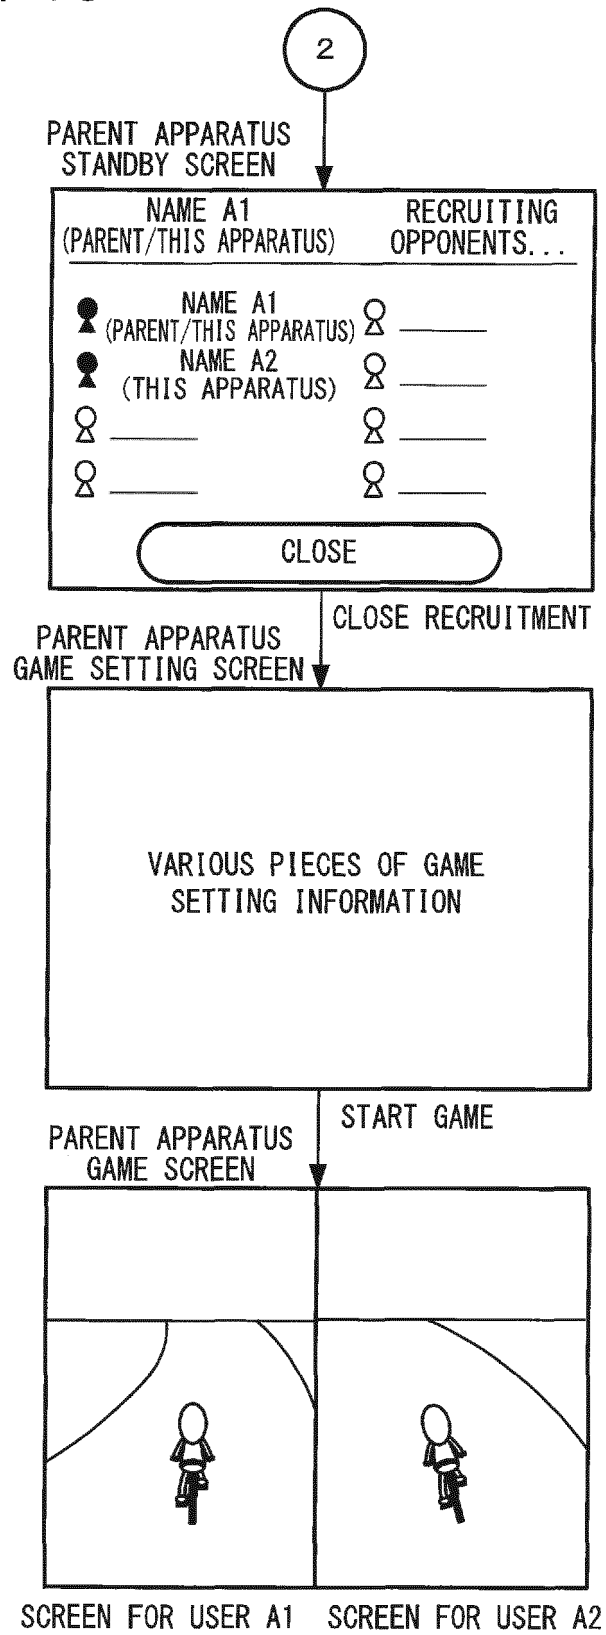 2
PARENT APPARATUS
STANDBY SCREEN
NAME A1
(PARENT/THIS APPARATUS)
RECRUITING
OPPONENTS...
NAME A1
(PARENT/THIS APPARATUS)
NAME A2
(THIS APPARATUS)
CLOSE
CLOSE RECRUITMENT
PARENT APPARATUS
GAME SETTING SCREEN
VARIOUS PIECES OF GAME
SETTING INFORMATION
START GAME
PARENT APPARATUS
GAME SCREEN
SCREEN FOR USER A1
SCREEN FOR USER A2